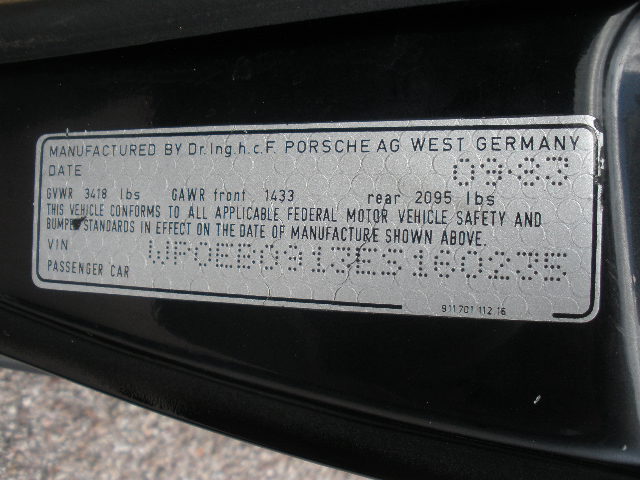 MANUFACTURED BY Dr.Ing.h.c.F. PORSCHE AG WEST GERMANY
DATE 09-83
GVWR 3418 lbs GAWR front 1433 rear 2095 lbs
THIS VEHICLE CONFORMS TO ALL APPLICABLE FEDERAL MOTOR VEHICLE SAFETY AND
BUMPER STANDARDS IN EFFECT ON THE DATE OF MANUFACTURE SHOWN ABOVE.
VIN WP0EB0913ES160235
PASSENGER CAR
911 701 112 16